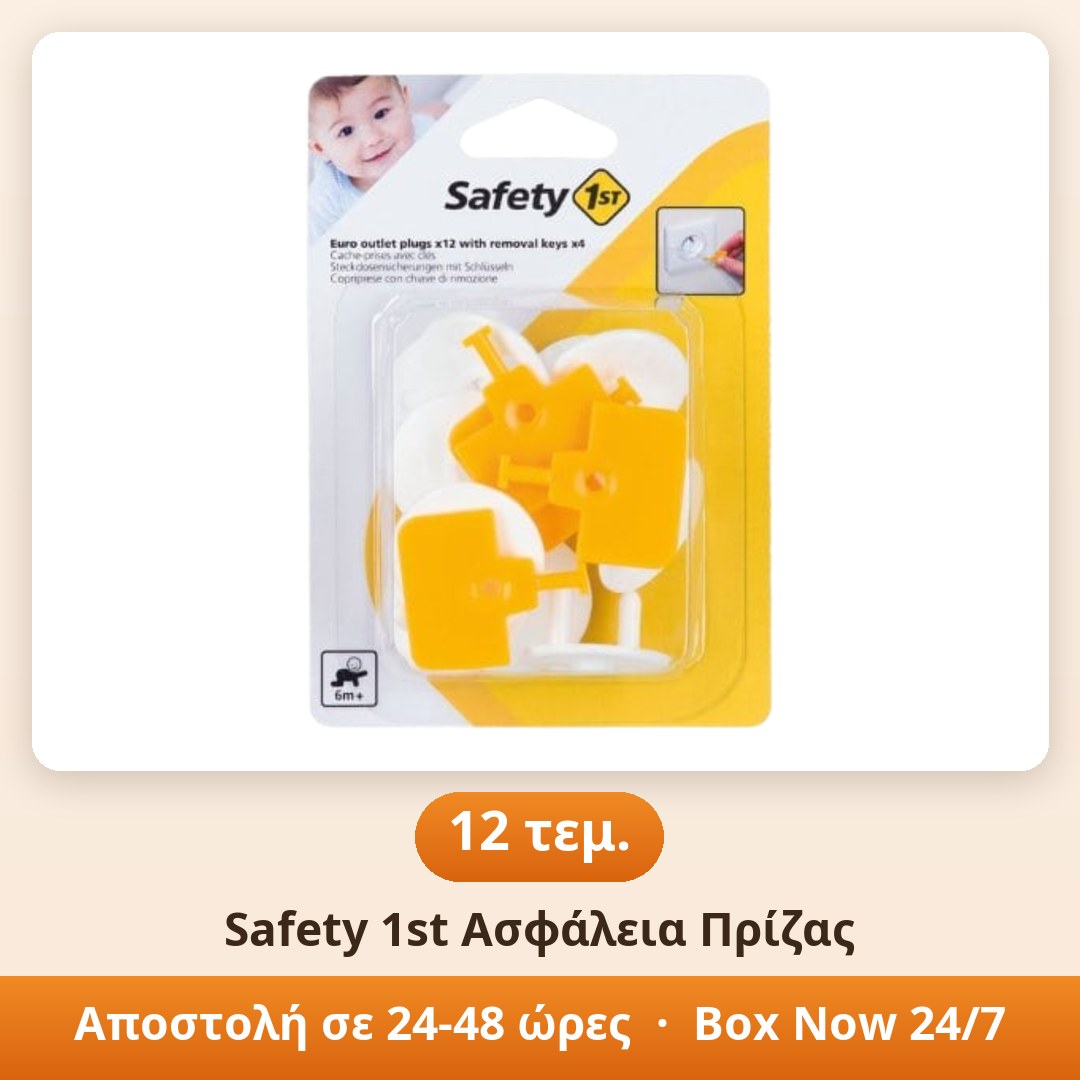 Safety 1ST
Euro outlet plugs x12 with removal keys x4
Cache-prises avec clés
Steckdosensicherungen mit Schlüsseln
Copriprese con chiave di rimozione
6m+
12 τεμ.
Safety 1st Ασφάλεια Πρίζας
Αποστολή σε 24-48 ώρες · Box Now 24/7